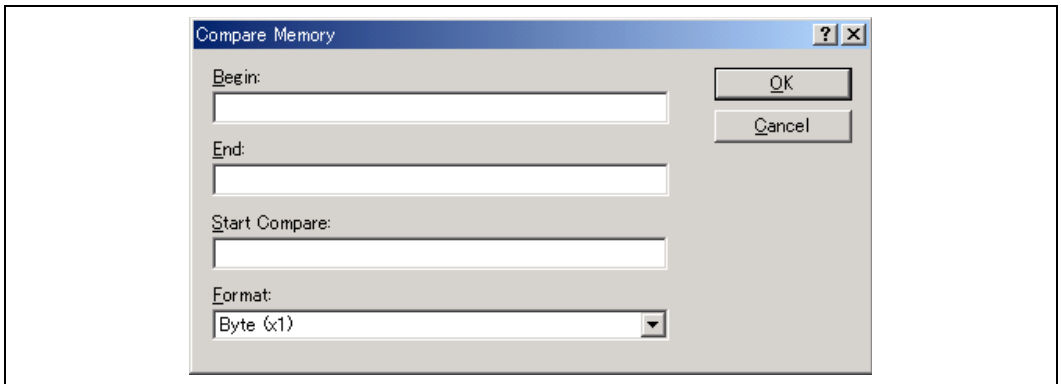 Compare Memory
Begin:
OK
Cancel
End:
Start Compare:
Format:
Byte (x1)